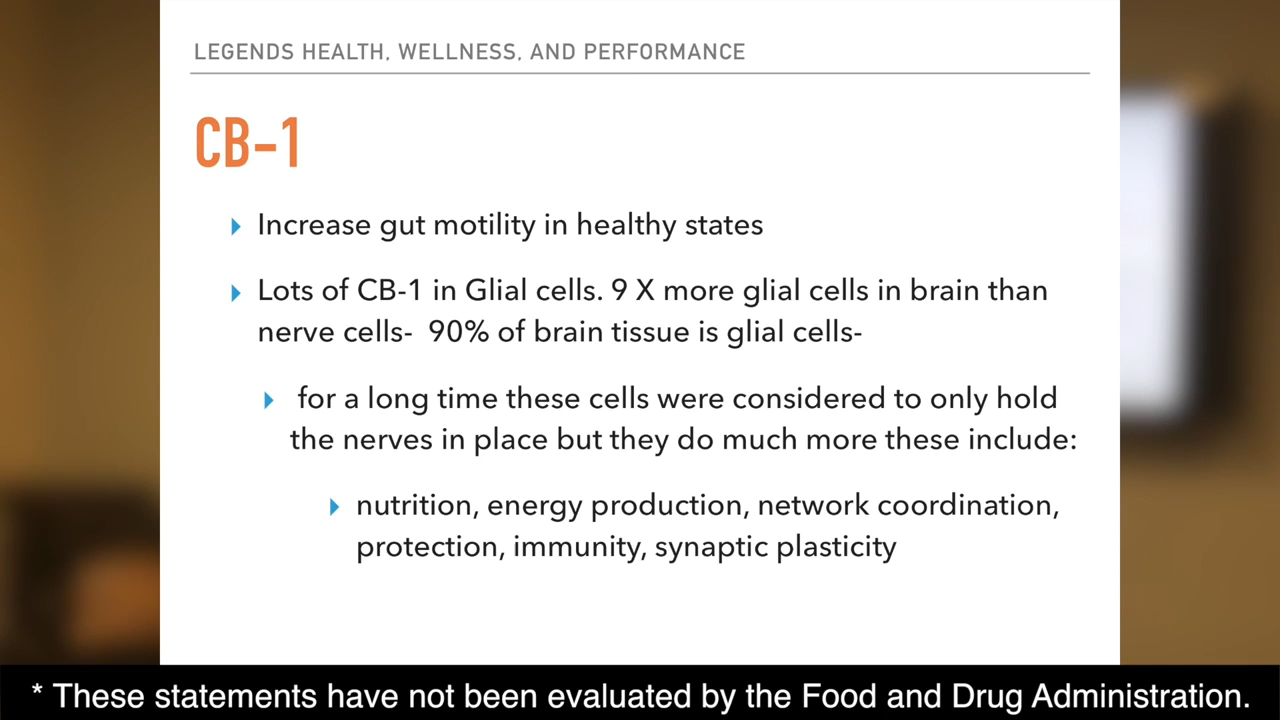 LEGENDS HEALTH, WELLNESS, AND PERFORMANCE
CB-1
Increase gut motility in healthy states
Lots of CB-1 in Glial cells. 9 X more glial cells in brain than
nerve cells- 90% of brain tissue is glial cells-
for a long time these cells were considered to only hold
the nerves in place but they do much more these include:
nutrition, energy production, network coordination,
protection, immunity, synaptic plasticity
* These statements have not been evaluated by the Food and Drug Administration.